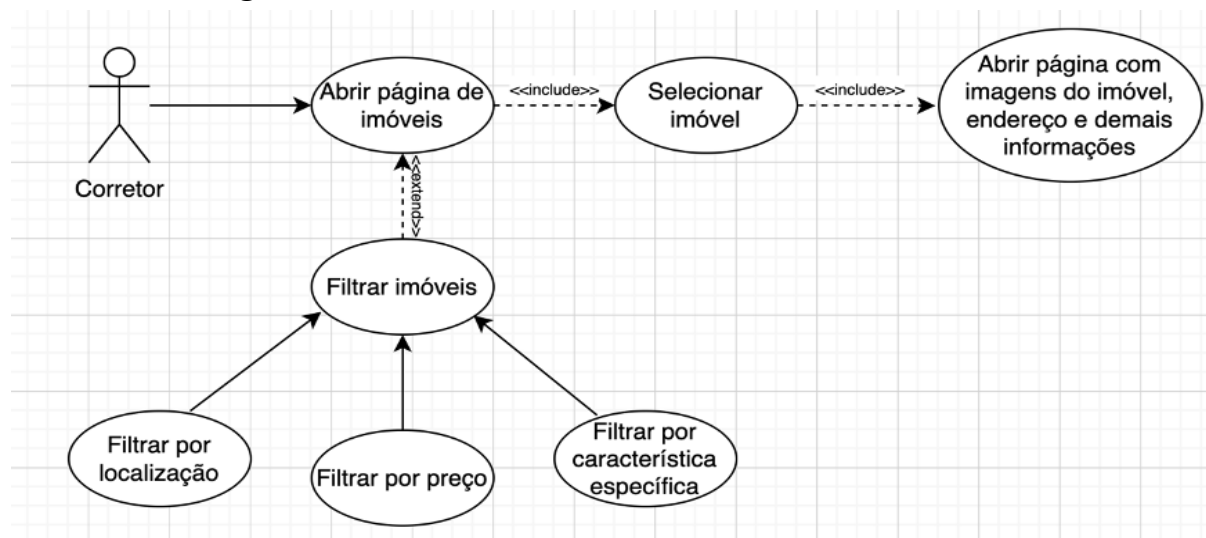 Corretor
Abrir página de
imóveis
<<include>>
Selecionar
imóvel
<<include>>
Abrir página com
imagens do imóvel,
endereço e demais
informações
<<extend>>
Filtrar imóveis
Filtrar por
localização
Filtrar por preço
Filtrar por
característica
específica